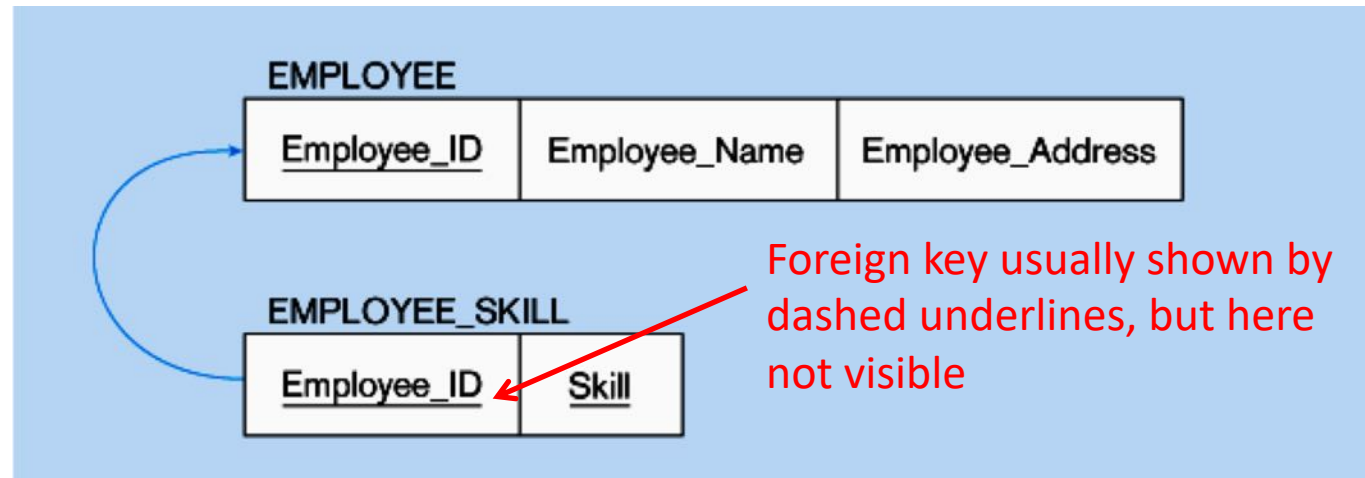 EMPLOYEE
Employee_ID Employee_Name Employee_Address
Foreign key usually shown by
dashed underlines, but here
not visible
EMPLOYEE_SKILL
Employee_ID Skill